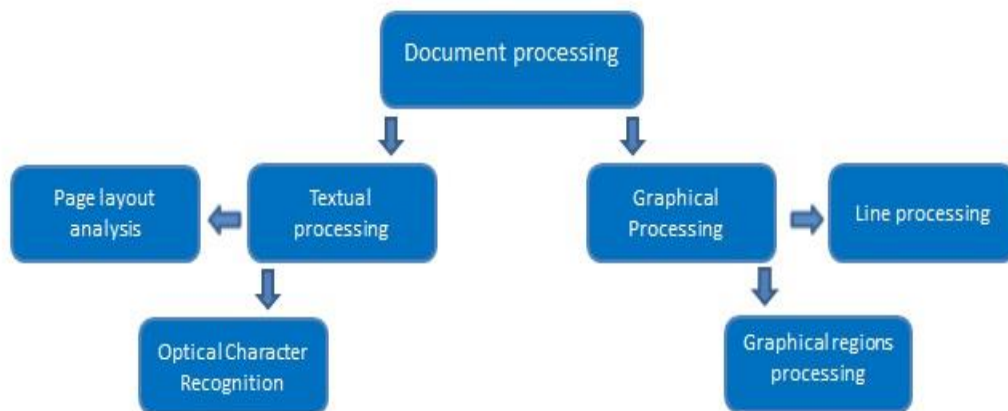 Document processing
Page layout
analysis
Textual
processing
Graphical
Processing
Line processing
Optical Character
Recognition
Graphical regions
processing